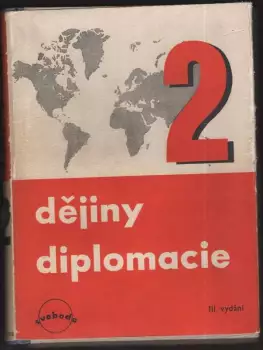 2
dějiny
diplomacie
svoboda
III. vydání